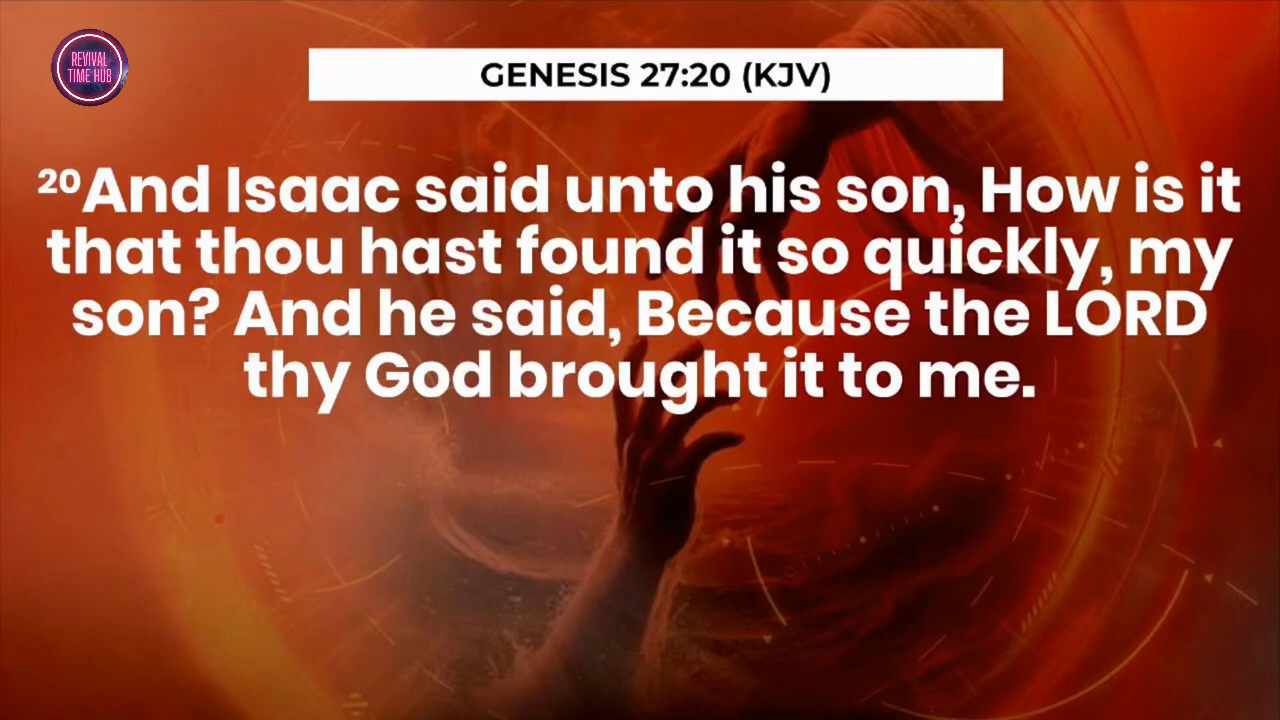 REVIVAL
TIME HUB
GENESIS 27:20 (KJV)
²⁰And Isaac said unto his son, How is it
that thou hast found it so quickly, my
son? And he said, Because the LORD
thy God brought it to me.